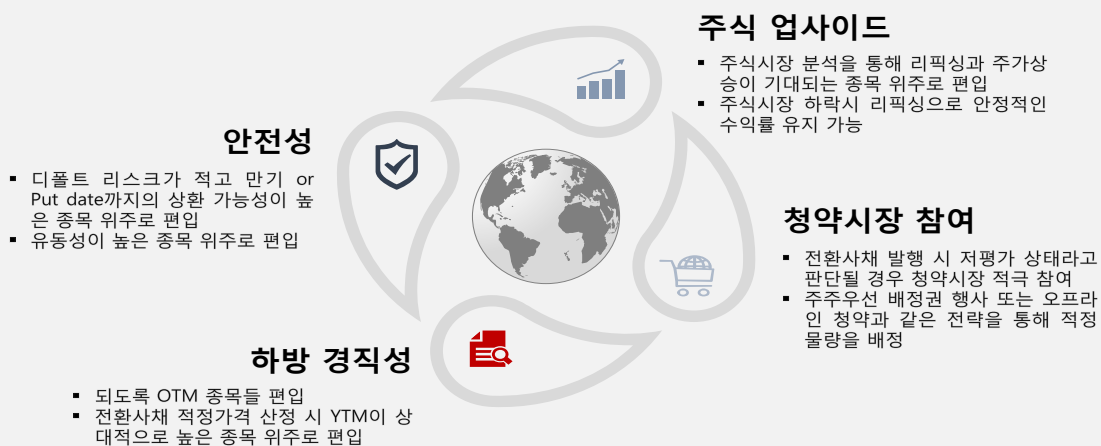 주식 업사이드
▪ 주식시장 분석을 통해 리픽싱과 주가상
승이 기대되는 종목 위주로 편입
▪ 주식시장 하락시 리픽싱으로 안정적인
수익률 유지 가능
안전성
▪ 디폴트 리스크가 적고 만기 or
Put date까지의 상환 가능성이 높
은 종목 위주로 편입
▪ 유동성이 높은 종목 위주로 편입
청약시장 참여
▪ 전환사채 발행 시 저평가 상태라고
판단될 경우 청약시장 적극 참여
▪ 주주우선 배정권 행사 또는 오프라
인 청약과 같은 전략을 통해 적정
물량을 배정
하방 경직성
▪ 되도록 OTM 종목들 편입
▪ 전환사채 적정가격 산정 시 YTM이 상
대적으로 높은 종목 위주로 편입